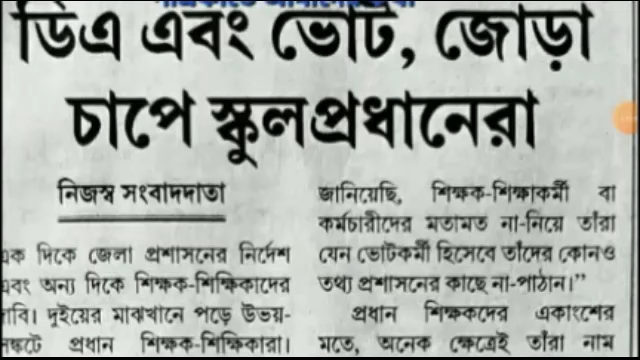 ডিএ এবং ভোট, জোড়া
চাপে স্কুলপ্রধানেরা
নিজস্ব সংবাদদাতা
এক দিকে জেলা প্রশাসনের নির্দেশ
এবং অন্য দিকে শিক্ষক-শিক্ষিকাদের
দাবি। দুইয়ের মাঝখানে পড়ে উভয়-
সঙ্কটে প্রধান শিক্ষক-শিক্ষিকারা।
জানিয়েছি, শিক্ষক-শিক্ষাকর্মী বা
কর্মচারীদের মতামত না-নিয়ে তাঁরা
যেন ভোটকর্মী হিসেবে তাঁদের কোনও
তথ্য প্রশাসনের কাছে না-পাঠান।”
প্রধান শিক্ষকদের একাংশের
মতে, অনেক ক্ষেত্রেই তাঁরা নাম